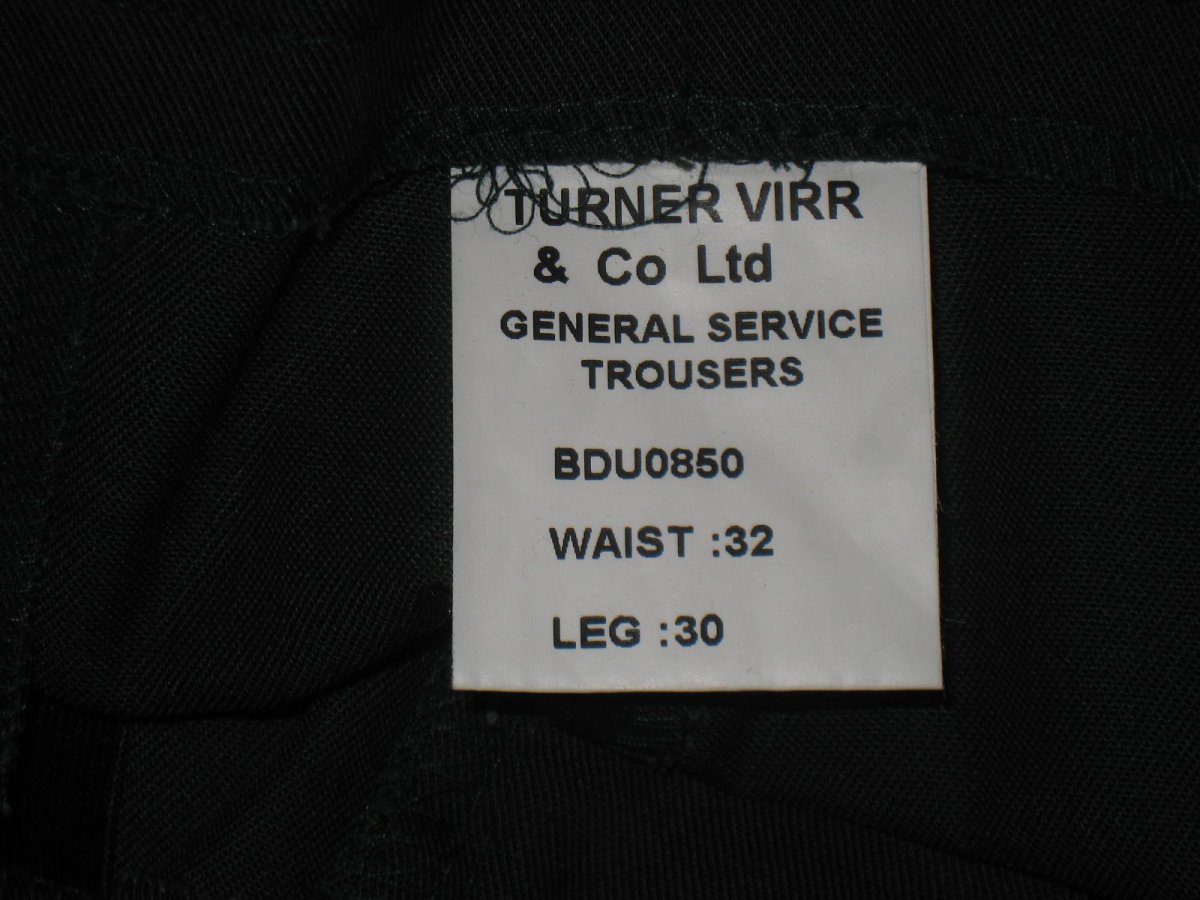 TURNER VIRR
& Co Ltd
GENERAL SERVICE
TROUSERS
BDU0850
WAIST :32
LEG :30